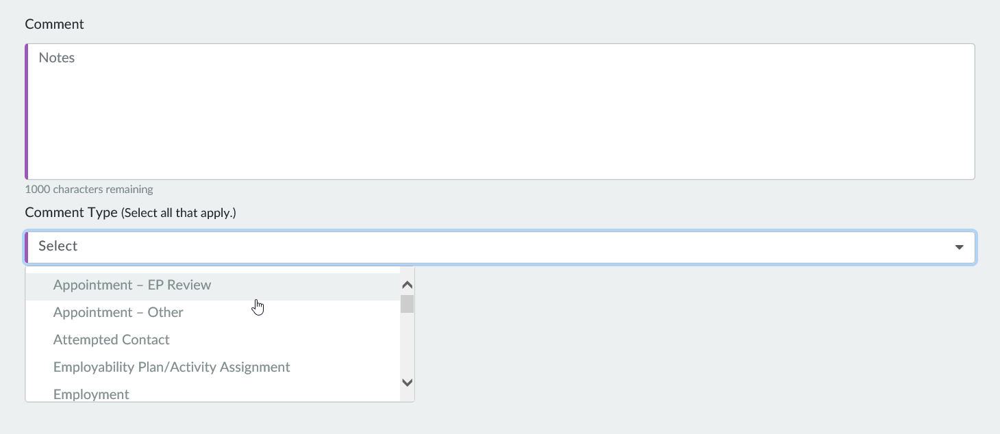 Comment
Notes
1000 characters remaining
Comment Type (Select all that apply.)
Select
Appointment – EP Review
Appointment – Other
Attempted Contact
Employability Plan/Activity Assignment
Employment